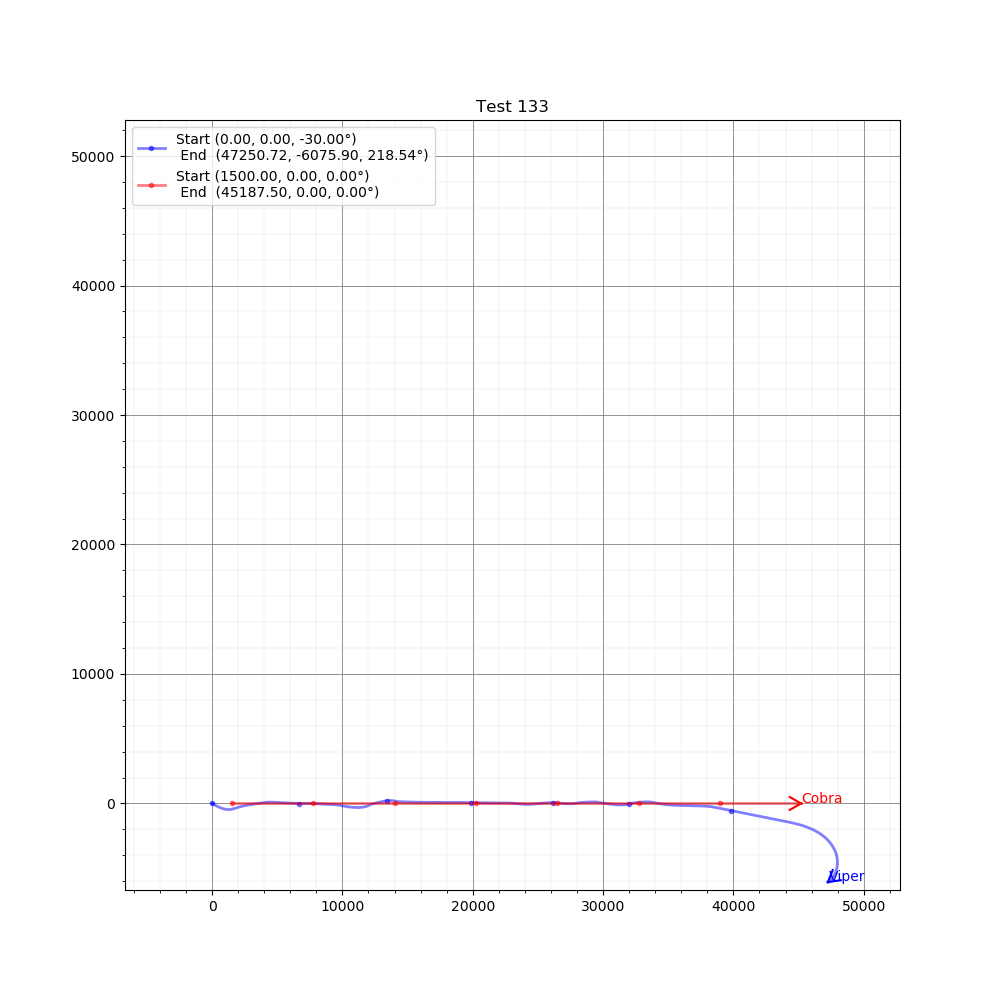 Test 133
Start (0.00, 0.00, -30.00°)
End (47250.72, -6075.90, 218.54°)
Start (1500.00, 0.00, 0.00°)
End (45187.50, 0.00, 0.00°)
50000
40000
30000
20000
10000
0
Cobra
Viper
0 10000 20000 30000 40000 50000